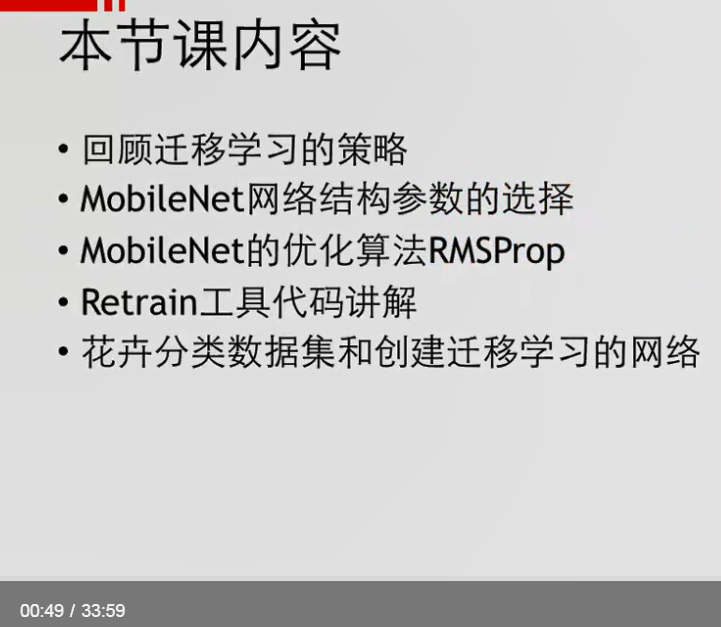 本节课内容
• 回顾迁移学习的策略
• MobileNet网络结构参数的选择
• MobileNet的优化算法RMSProp
• Retrain工具代码讲解
• 花卉分类数据集和创建迁移学习的网络
00:49 / 33:59